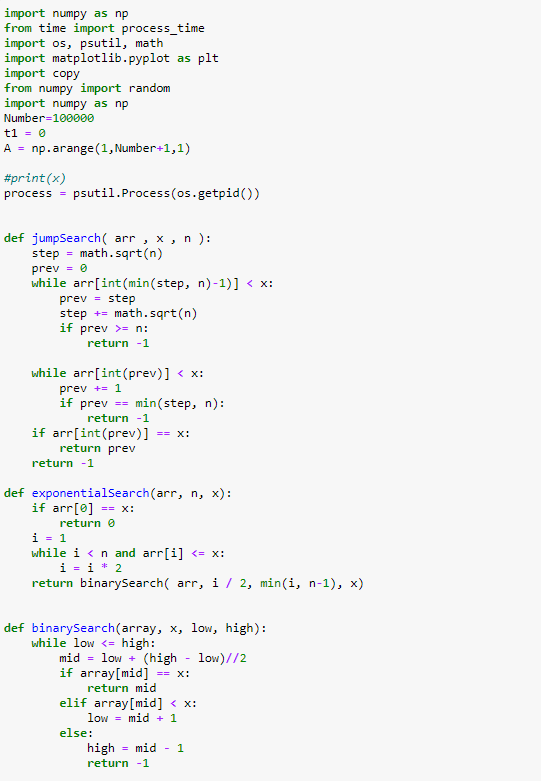 import numpy as np
from time import process_time
import os, psutil, math
import matplotlib.pyplot as plt
import copy
from numpy import random
import numpy as np
Number=100000
t1 = 0
A = np.arange(1,Number+1,1)

#print(x)
process = psutil.Process(os.getpid())


def jumpSearch( arr , x , n ):
    step = math.sqrt(n)
    prev = 0
    while arr[int(min(step, n)-1)] < x:
        prev = step
        step += math.sqrt(n)
        if prev >= n:
            return -1

    while arr[int(prev)] < x:
        prev += 1
        if prev == min(step, n):
            return -1
    if arr[int(prev)] == x:
        return prev
    return -1

def exponentialSearch(arr, n, x):
    if arr[0] == x:
        return 0
    i = 1
    while i < n and arr[i] <= x:
        i = i * 2
    return binarySearch( arr, i / 2, min(i, n-1), x)


def binarySearch(array, x, low, high):
    while low <= high:
        mid = low + (high - low)//2
        if array[mid] == x:
            return mid
        elif array[mid] < x:
            low = mid + 1
        else:
            high = mid - 1
            return -1